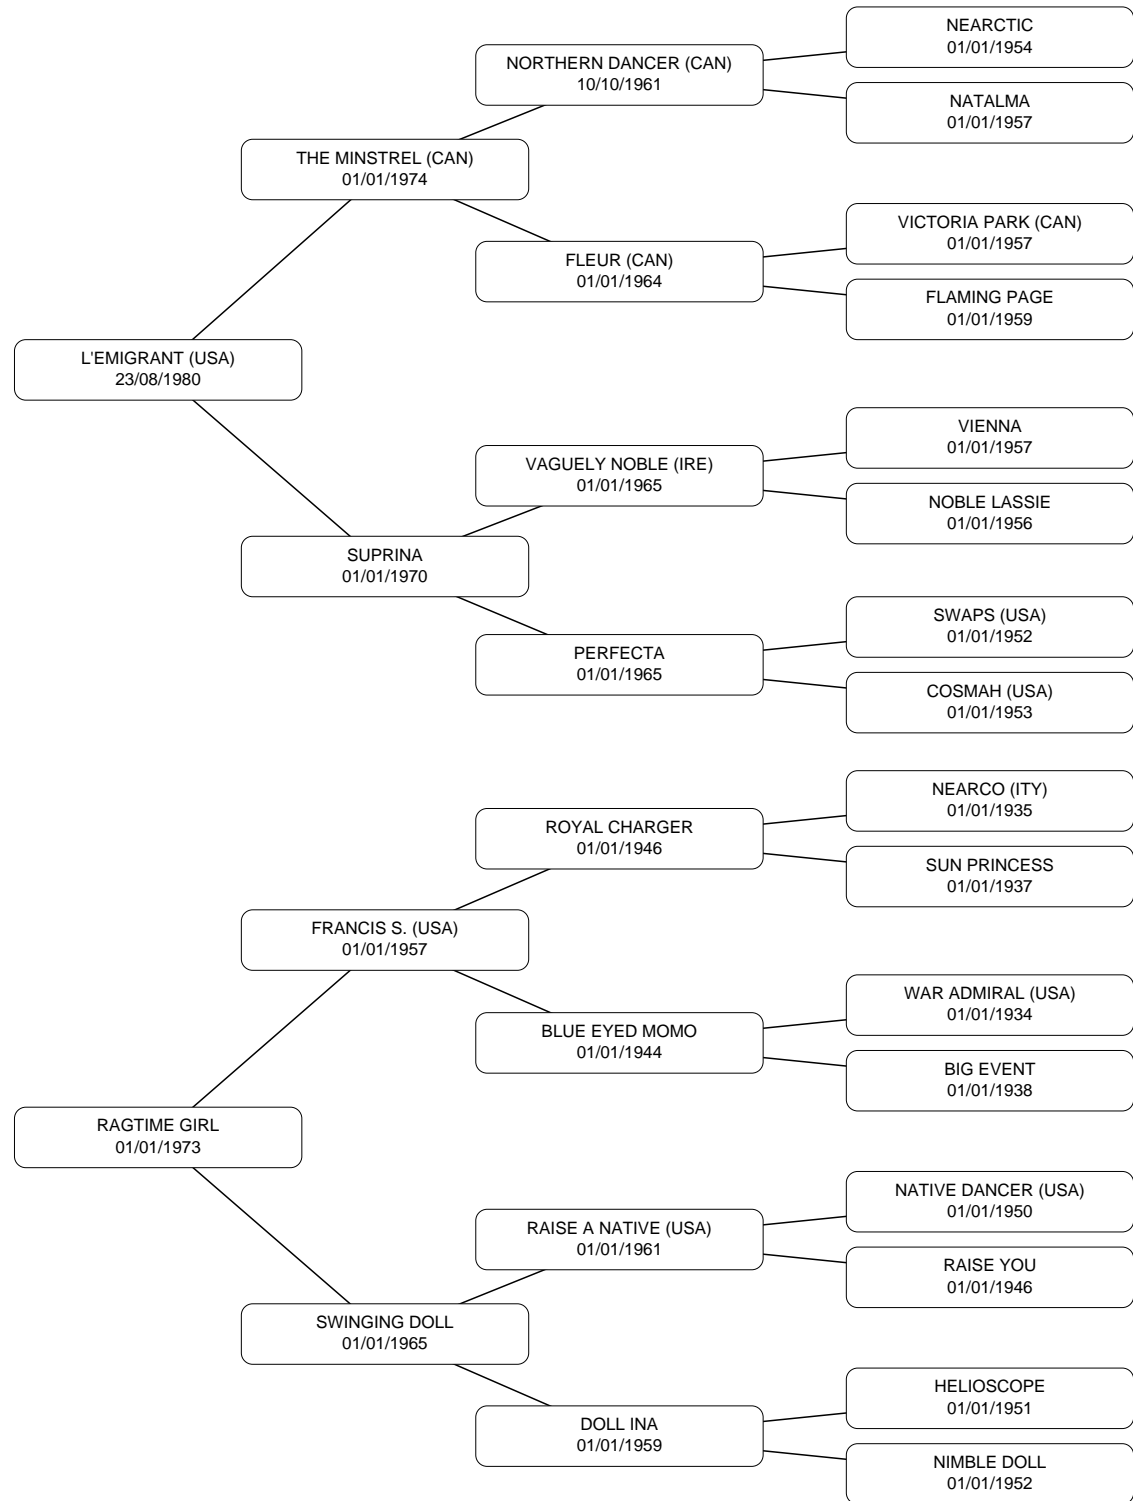 NEARCTIC
01/01/1954
NORTHERN DANCER (CAN)
10/10/1961
NATALMA
01/01/1957
THE MINSTREL (CAN)
01/01/1974
VICTORIA PARK (CAN)
01/01/1957
FLEUR (CAN)
01/01/1964
FLAMING PAGE
01/01/1959
L'EMIGRANT (USA)
23/08/1980
VIENNA
01/01/1957
VAGUELY NOBLE (IRE)
01/01/1965
NOBLE LASSIE
01/01/1956
SUPRINA
01/01/1970
SWAPS (USA)
01/01/1952
PERFECTA
01/01/1965
COSMAH (USA)
01/01/1953
NEARCO (ITY)
01/01/1935
ROYAL CHARGER
01/01/1946
SUN PRINCESS
01/01/1937
FRANCIS S. (USA)
01/01/1957
WAR ADMIRAL (USA)
01/01/1934
BLUE EYED MOMO
01/01/1944
BIG EVENT
01/01/1938
RAGTIME GIRL
01/01/1973
NATIVE DANCER (USA)
01/01/1950
RAISE A NATIVE (USA)
01/01/1961
RAISE YOU
01/01/1946
SWINGING DOLL
01/01/1965
HELIOSCOPE
01/01/1951
DOLL INA
01/01/1959
NIMBLE DOLL
01/01/1952